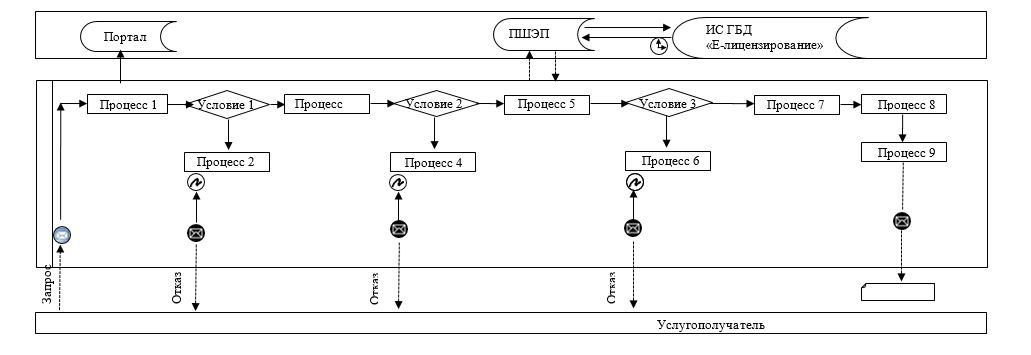 Портал
ПШЭП
ИС ГБД
«Е-лицензирование»
Процесс 1
Условие 1
Процесс
Условие 2
Процесс 5
Условие 3
Процесс 7
Процесс 8
Процесс 2
Процесс 4
Процесс 6
Процесс 9
Запрос
Отказ
Отказ
Отказ
Услугополучатель